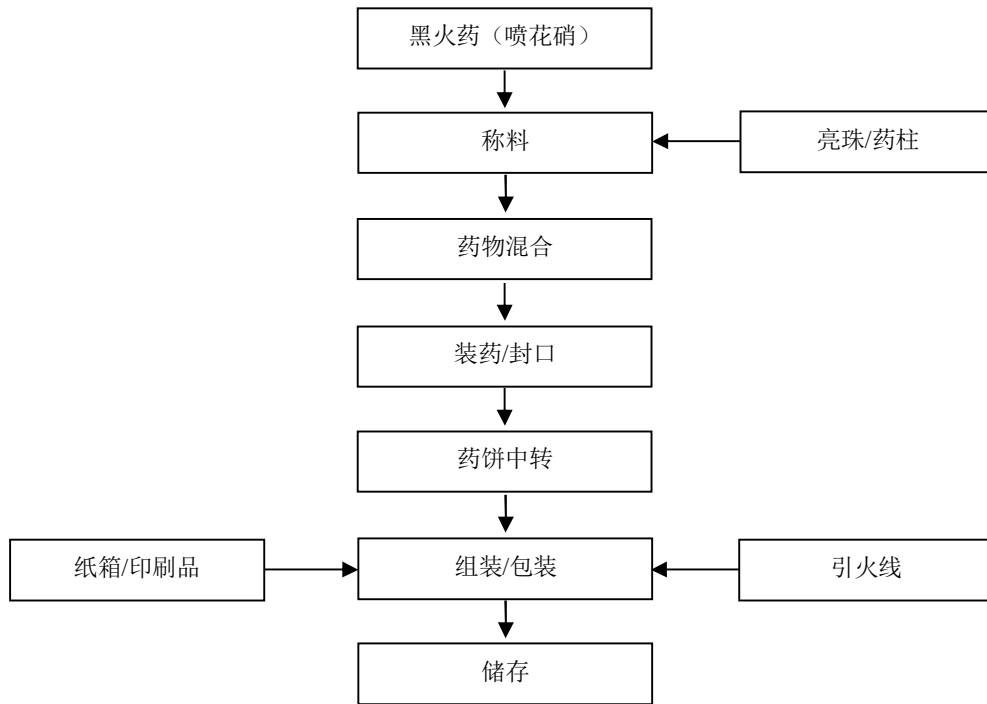 黑火药（喷花硝）
称料
亮珠/药柱
药物混合
装药/封口
药饼中转
纸箱/印刷品
组装/包装
引火线
储存